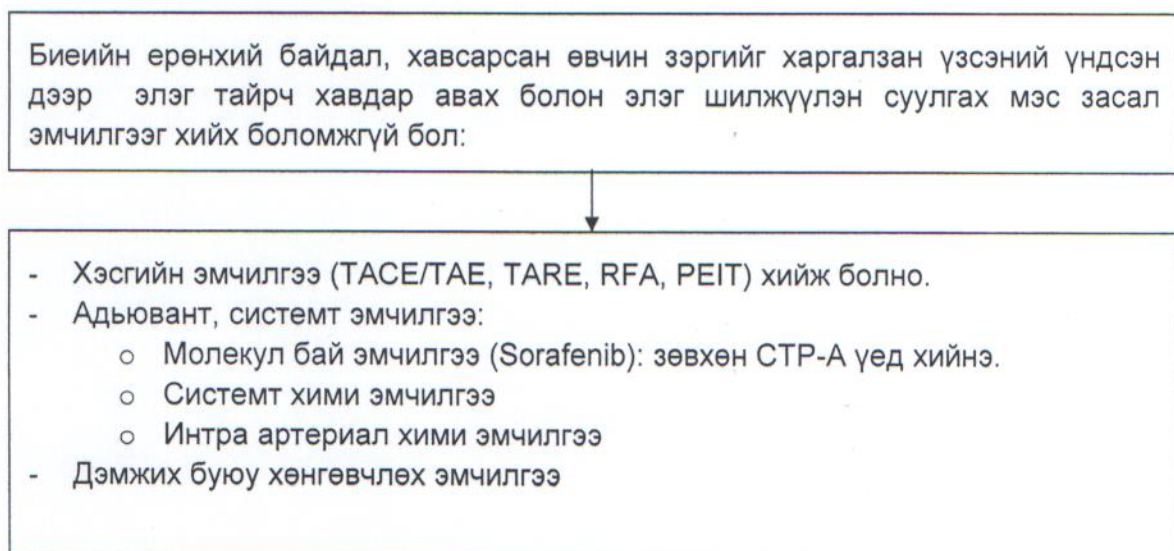 Биеийн ерөнхий байдал, хавсарсан өвчин зэргийг харгалзан үзсэний үндсэн
дээр элэг тайрч хавдар авах болон элэг шилжүүлэн суулгах мэс засал
эмчилгээг хийх боломжгүй бол:
- Хэсгийн эмчилгээ (TACE/TAE, TARE, RFA, PEIT) хийж болно.
- Адьювант, системт эмчилгээ:
o Молекул бай эмчилгээ (Sorafenib): зөвхөн CTP-A үед хийнэ.
o Системт хими эмчилгээ
o Интра артериал хими эмчилгээ
- Дэмжих буюу хөнгөвчлөх эмчилгээ